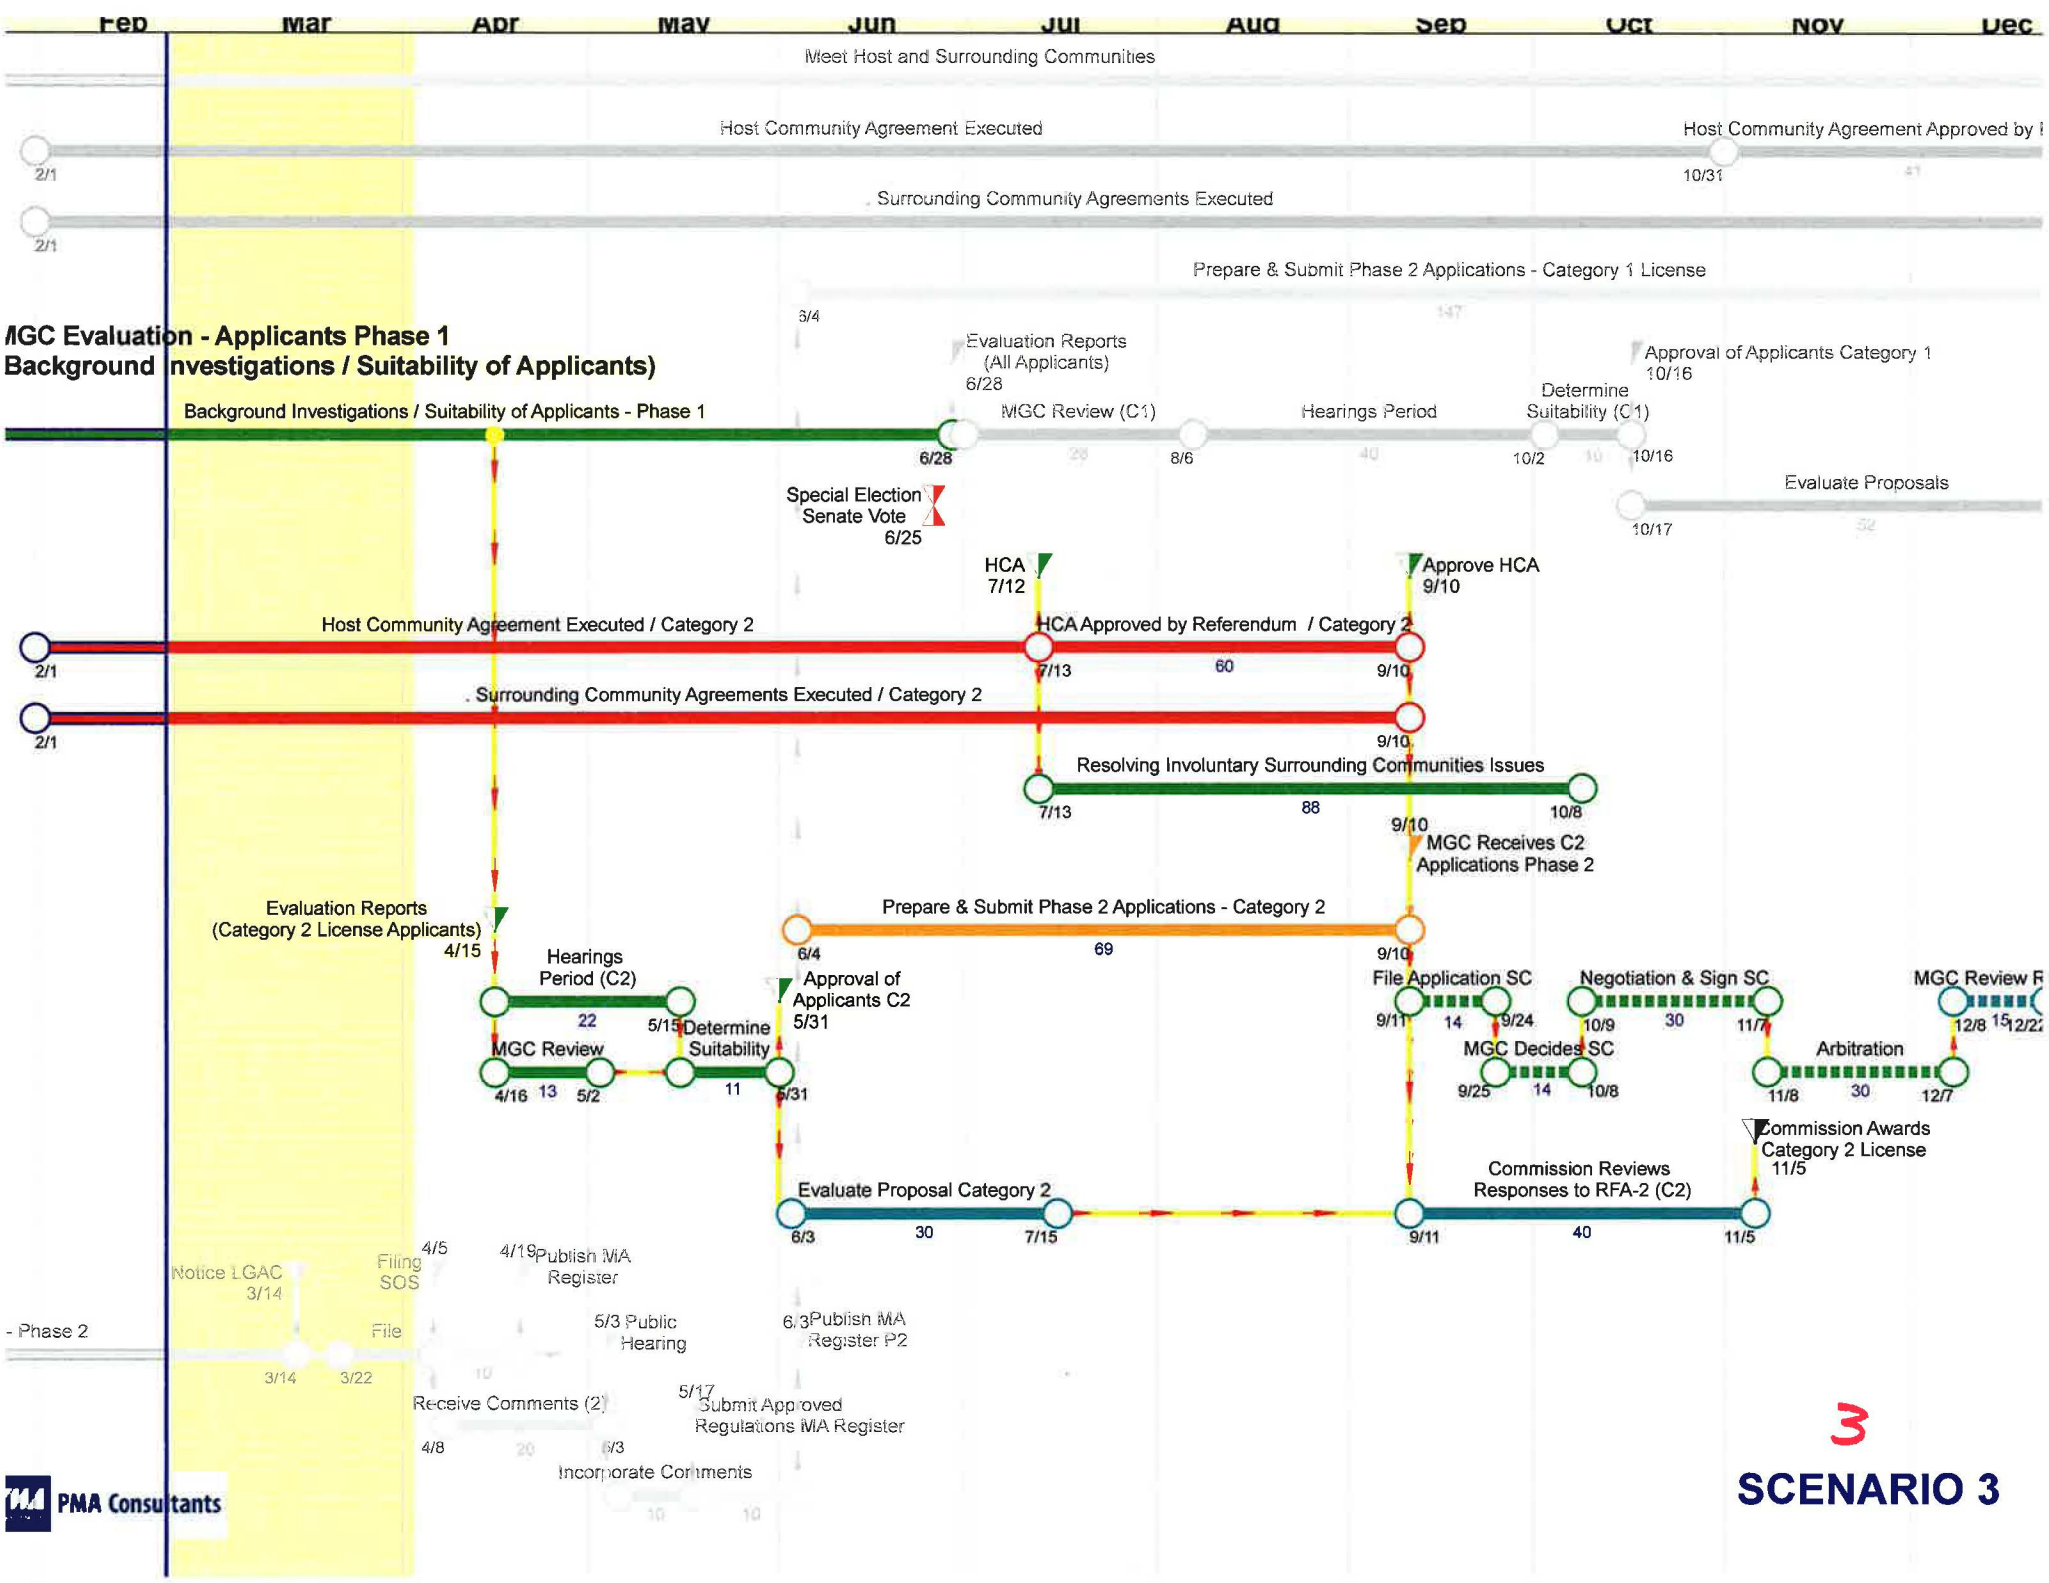 Feb Mar Apr May Jun Jul Aug Sep Oct Nov Dec
Meet Host and Surrounding Communities
Host Community Agreement Executed
Host Community Agreement Approved by
2/1
10/31
41
. Surrounding Community Agreements Executed
2/1
Prepare & Submit Phase 2 Applications - Category 1 License
6/4
147
MGC Evaluation - Applicants Phase 1
Background Investigations / Suitability of Applicants)
Evaluation Reports
(All Applicants)
6/28
Approval of Applicants Category 1
10/16
Background Investigations / Suitability of Applicants - Phase 1
MGC Review (C1)
Hearings Period
Determine
Suitability (C1)
6/28
28
8/6
40
10/2
10
10/16
Special Election
Senate Vote
6/25
Evaluate Proposals
10/17
52
HCA
7/12
Approve HCA
9/10
Host Community Agreement Executed / Category 2
HCA Approved by Referendum / Category 2
2/1
7/13
60
9/10
. Surrounding Community Agreements Executed / Category 2
2/1
9/10
Resolving Involuntary Surrounding Communities Issues
7/13
88
10/8
9/10
MGC Receives C2
Applications Phase 2
Evaluation Reports
(Category 2 License Applicants)
4/15
Prepare & Submit Phase 2 Applications - Category 2
6/4
69
9/10
Hearings
Period (C2)
22
5/15
Approval of
Applicants C2
5/31
File Application SC
9/11
14
9/24
Negotiation & Sign SC
10/9
30
11/7
MGC Review R
12/8
15
12/22
MGC Review
4/16
13
5/2
Determine
Suitability
11
5/31
MGC Decides SC
9/25
14
10/8
Arbitration
11/8
30
12/7
Commission Awards
Category 2 License
11/5
Evaluate Proposal Category 2
6/3
30
7/15
Commission Reviews
Responses to RFA-2 (C2)
9/11
40
11/5
Notice LGAC
3/14
Filing
SOS
4/5
4/19
Publish MA
Register
- Phase 2
File
3/14
3/22
10
5/3 Public
Hearing
6/3
Publish MA
Register P2
Receive Comments (2)
4/8
20
5/17
Submit Approved
Regulations MA Register
Incorporate Comments
10
10
PMA Consultants
3
SCENARIO 3